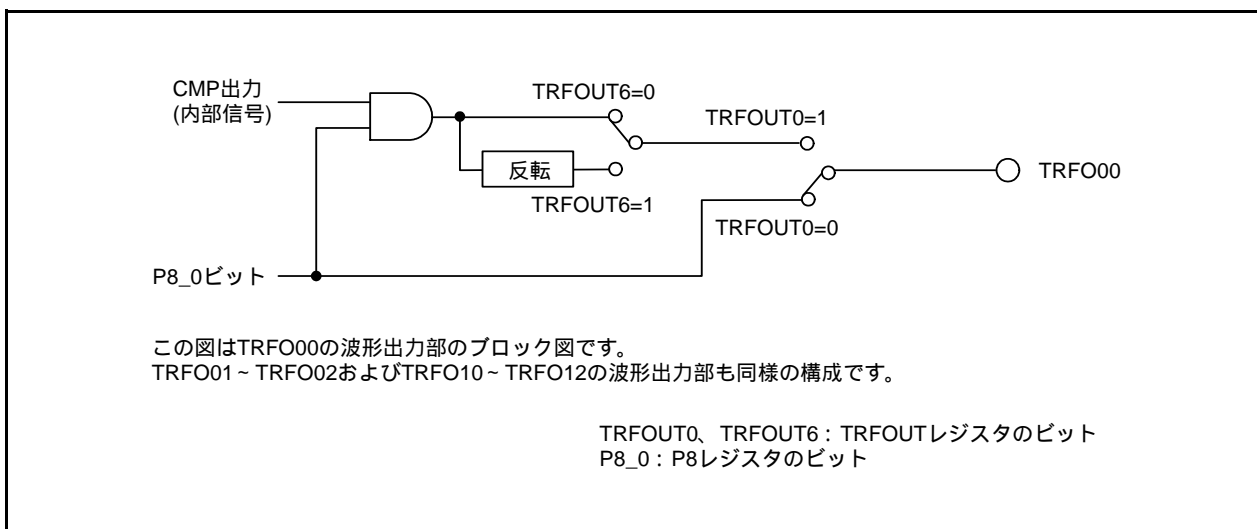 CMP出力
(内部信号)
TRFOUT6=0
TRFOUT0=1
反転
TRFO00
TRFOUT6=1
TRFOUT0=0
P8_0ビット
この図はTRFO00の波形出力部のブロック図です。
TRFO01~TRFO02およびTRFO10~TRFO12の波形出力部も同様の構成です。
TRFOUT0、TRFOUT6:TRFOUTレジスタのビット
P8_0:P8レジスタのビット